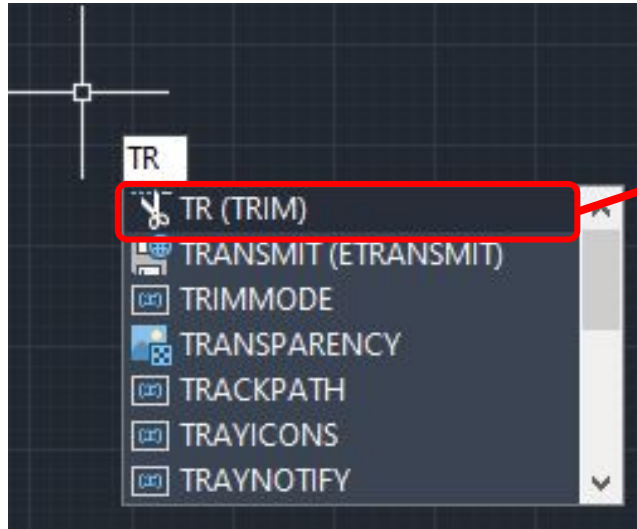 TR
TR (TRIM)
TRANSMIT (ETRANSMIT)
TRIMMODE
TRANSPARENCY
TRACKPATH
TRAYICONS
TRAYNOTIFY